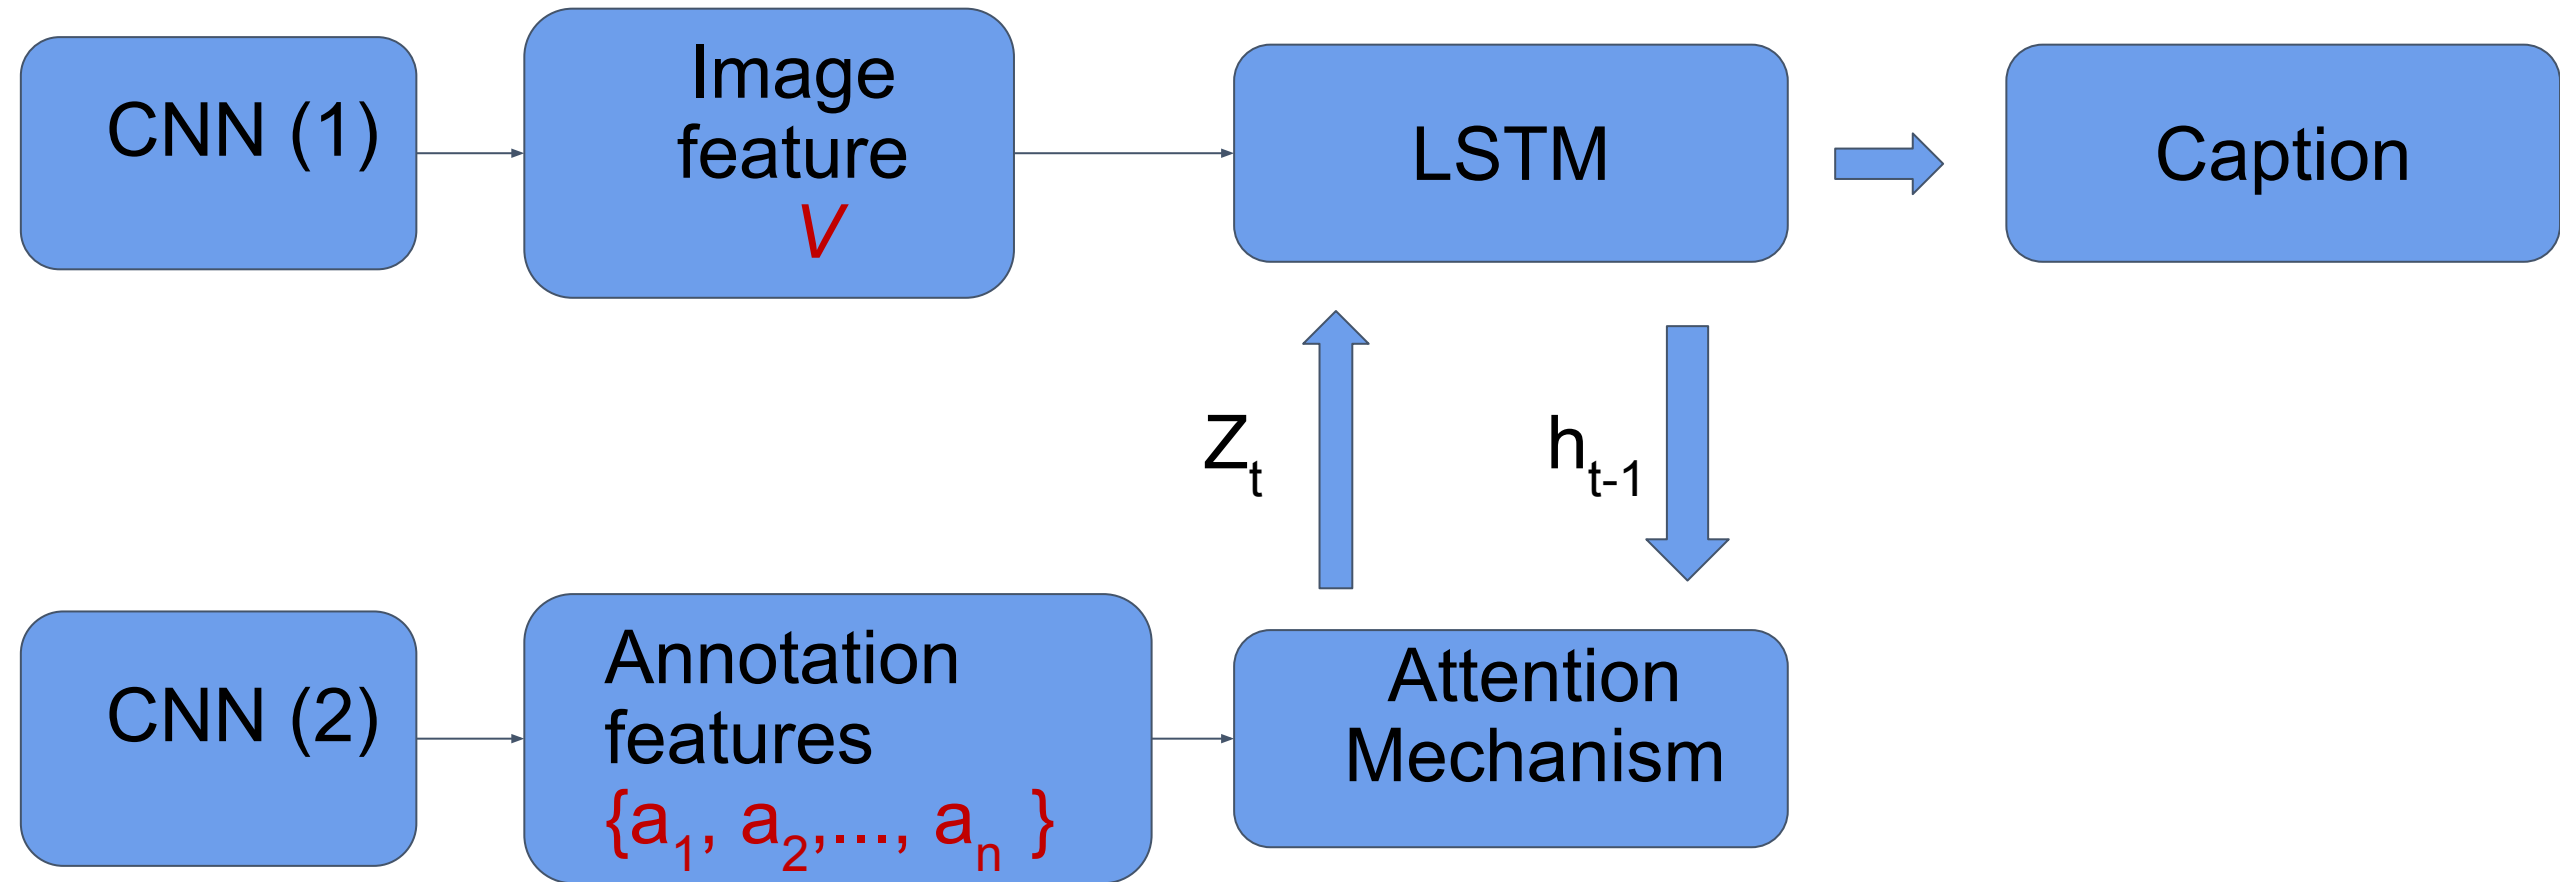 CNN (1)
Image
feature
V
LSTM
Caption
Zt
ht-1
CNN (2)
Annotation
features
{a1, a2,..., an }
Attention
Mechanism